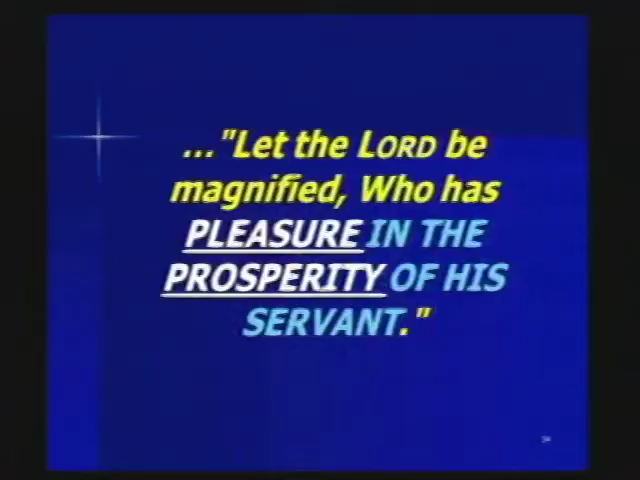 ..."Let the LORD be
magnified, Who has
PLEASURE IN THE
PROSPERITY OF HIS
SERVANT."